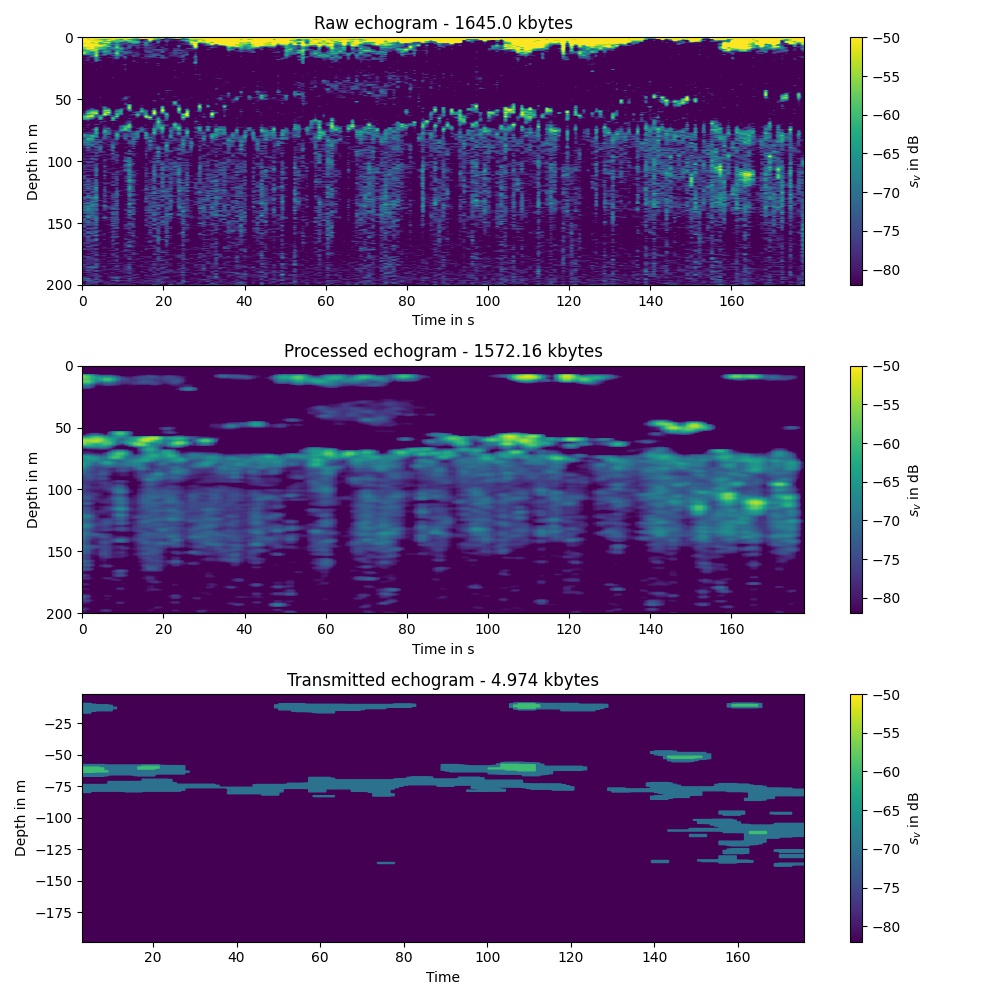 Raw echogram - 1645.0 kbytes
0
50
100
150
200
Depth in m
0 20 40 60 80 100 120 140 160
Time in s
−50
−55
−60
−65
−70
−75
−80
sv in dB
Processed echogram - 1572.16 kbytes
0
50
100
150
200
Depth in m
0 20 40 60 80 100 120 140 160
Time in s
−50
−55
−60
−65
−70
−75
−80
sv in dB
Transmitted echogram - 4.974 kbytes
−25
−50
−75
−100
−125
−150
−175
Depth in m
20 40 60 80 100 120 140 160
Time
−50
−55
−60
−65
−70
−75
−80
sv in dB